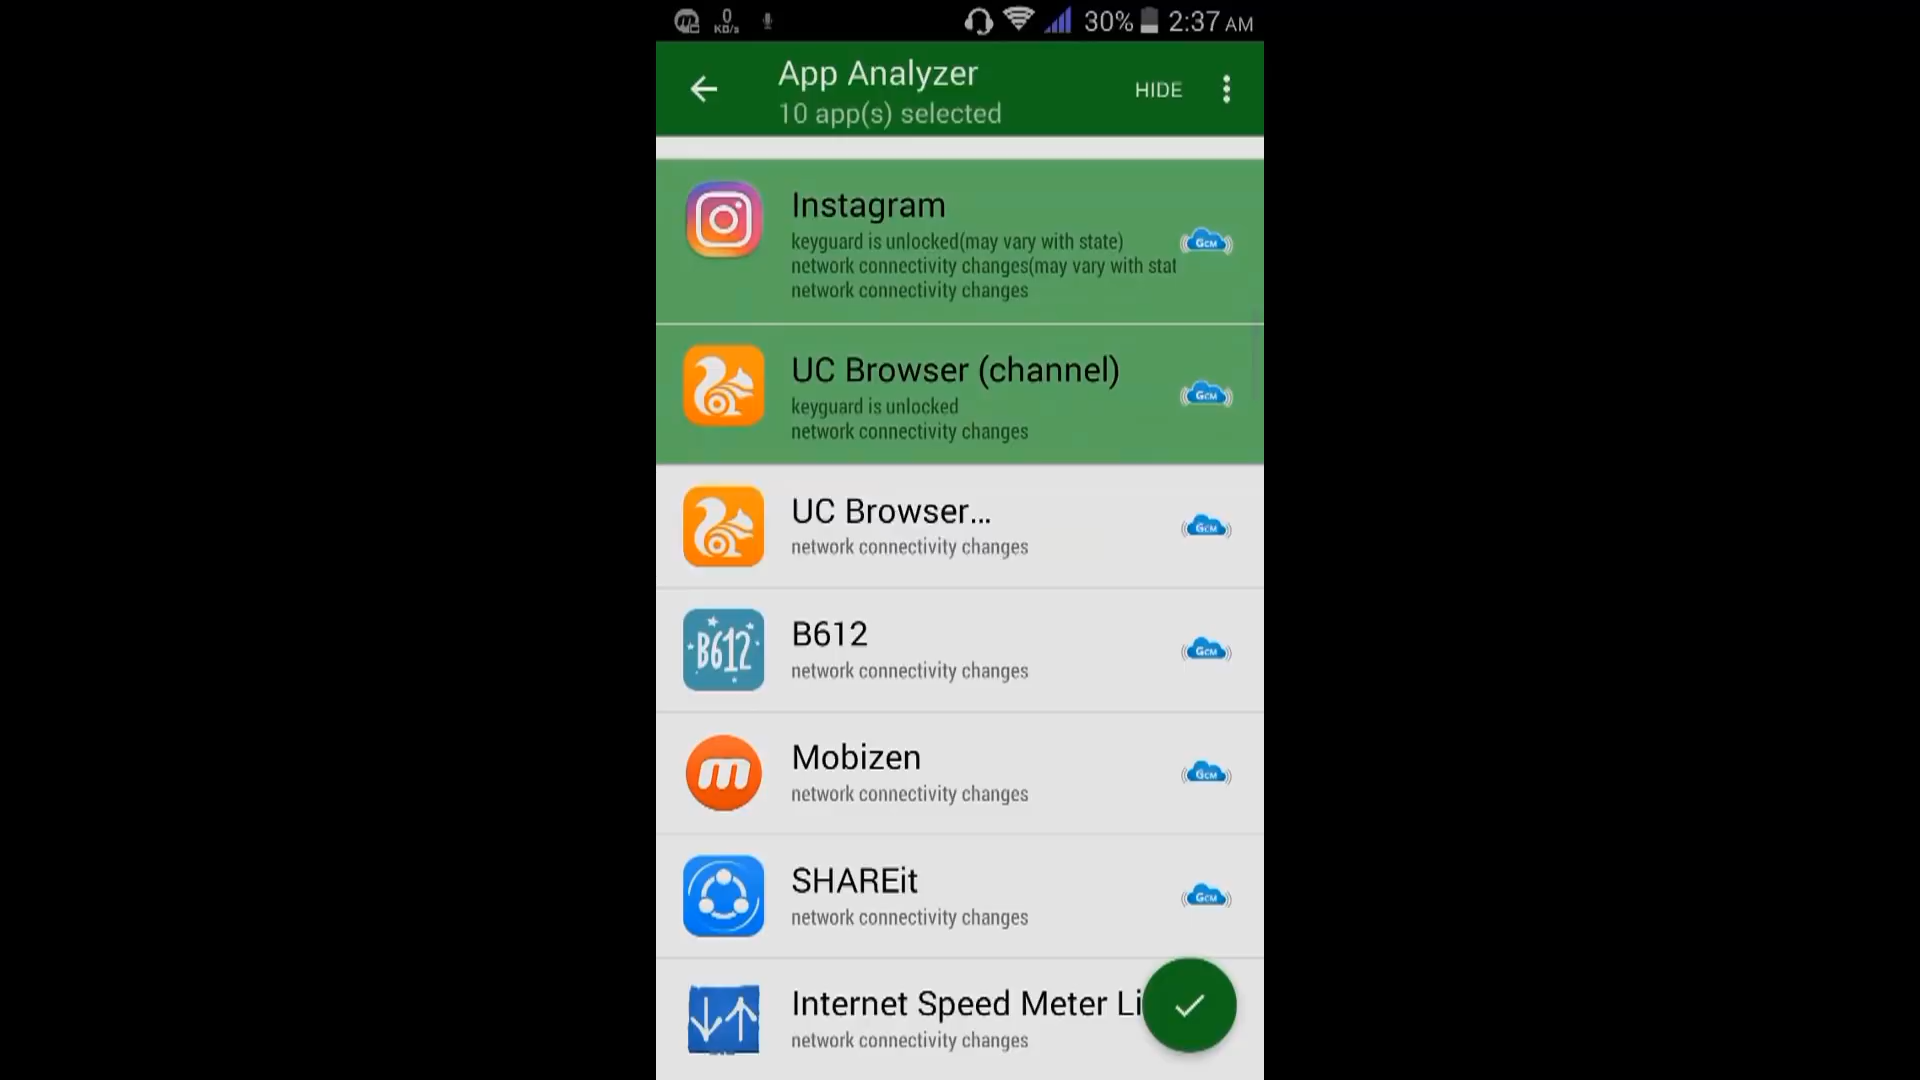 0
KB/s
30%
2:37 AM
App Analyzer
10 app(s) selected
HIDE
Instagram
keyguard is unlocked(may vary with state)
network connectivity changes(may vary with stat
network connectivity changes
GCM
UC Browser (channel)
keyguard is unlocked
network connectivity changes
GCM
UC Browser...
network connectivity changes
GCM
B612
B612
network connectivity changes
GCM
m
Mobizen
network connectivity changes
GCM
SHAREit
network connectivity changes
GCM
Internet Speed Meter Li
network connectivity changes